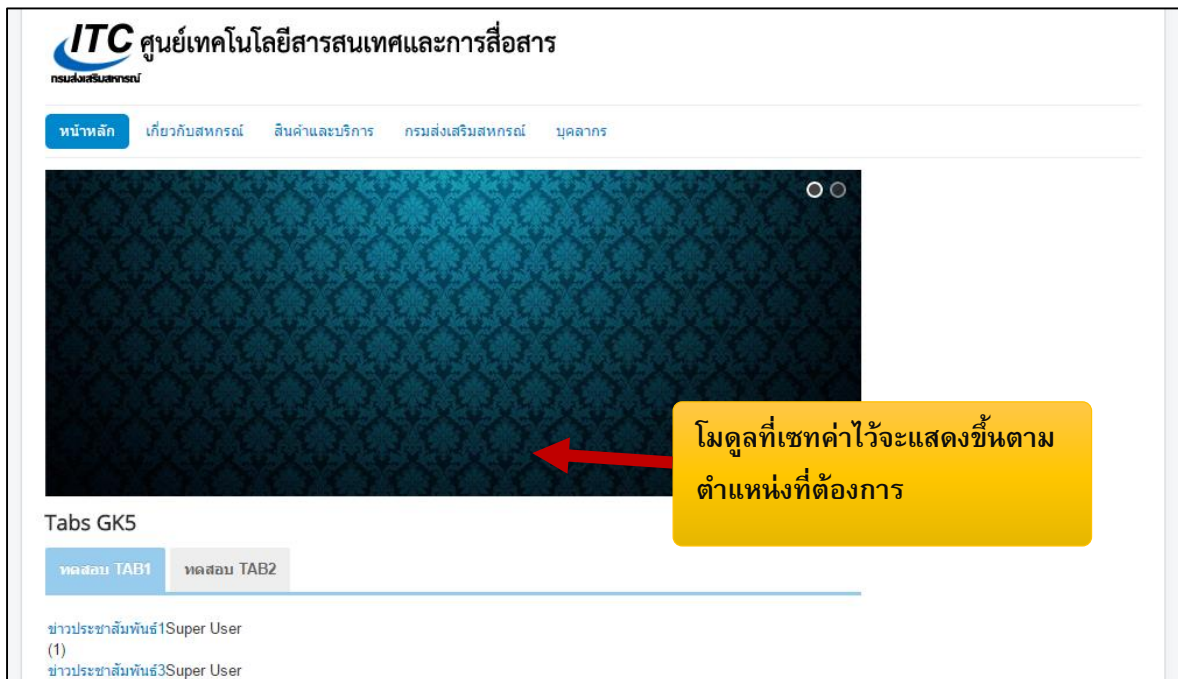 ITC ศูนย์เทคโนโลยีสารสนเทศและการสื่อสาร
กรมส่งเสริมสหกรณ์
หน้าหลัก เกี่ยวกับสหกรณ์ สินค้าและบริการ กรมส่งเสริมสหกรณ์ บุคลากร
โมดูลที่เซทค่าไว้จะแสดงขึ้นตาม
ตำแหน่งที่ต้องการ
Tabs GK5
ทดสอบ TAB1 ทดสอบ TAB2
ข่าวประชาสัมพันธ์1Super User
(1)
ข่าวประชาสัมพันธ์3Super User